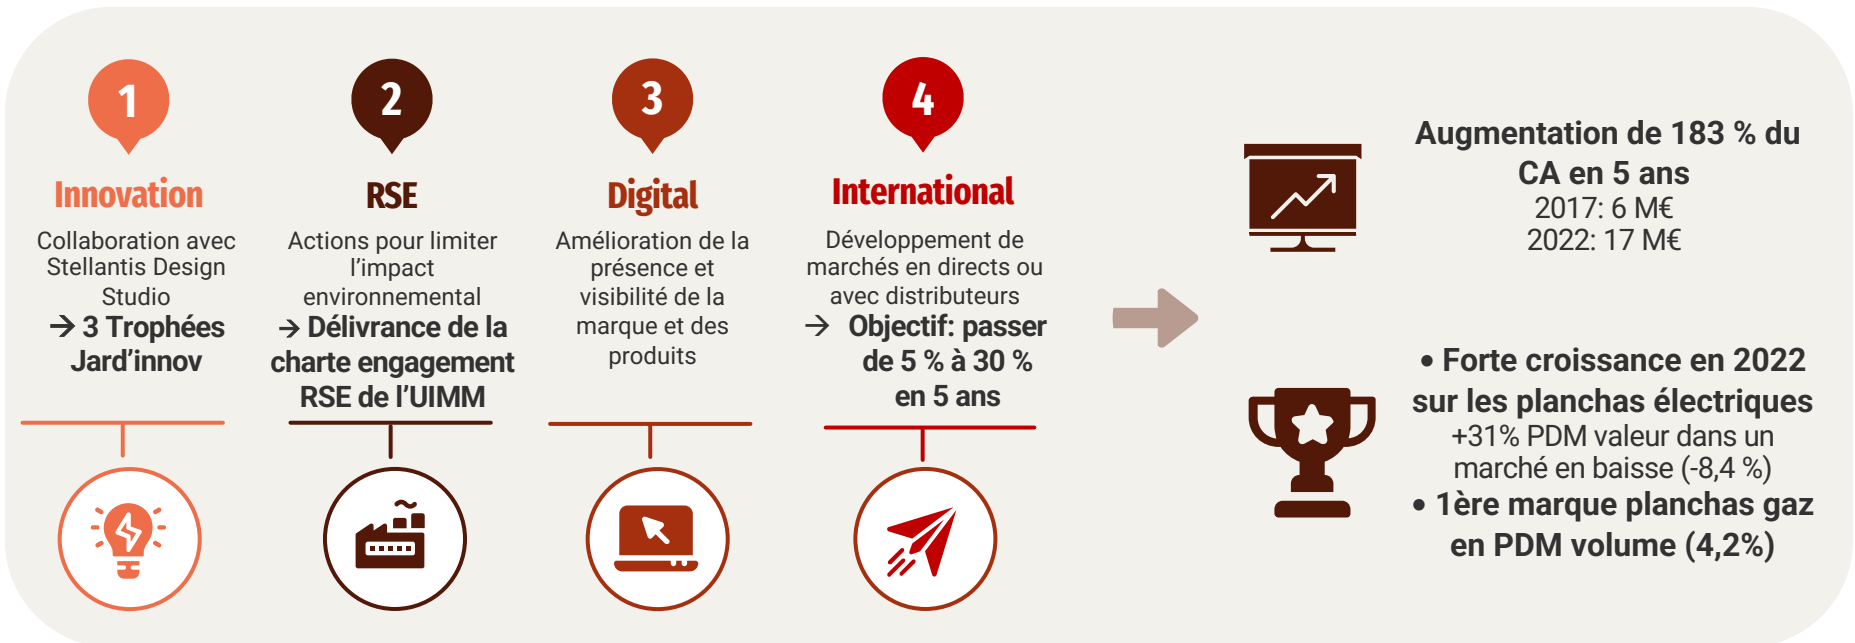 1
Innovation
Collaboration avec
Stellantis Design
Studio
→ 3 Trophées
Jard’innov
2
RSE
Actions pour limiter
l’impact
environnemental
→ Délivrance de la
charte engagement
RSE de l’UIMM
3
Digital
Amélioration de la
présence et
visibilité de la
marque et des
produits
4
International
Développement de
marchés en directs ou
avec distributeurs
→ Objectif: passer
de 5 % à 30 %
en 5 ans
Augmentation de 183 % du
CA en 5 ans
2017: 6 M€
2022: 17 M€
• Forte croissance en 2022
sur les planchas électriques
+31% PDM valeur dans un
marché en baisse (-8,4 %)
• 1ère marque planchas gaz
en PDM volume (4,2%)